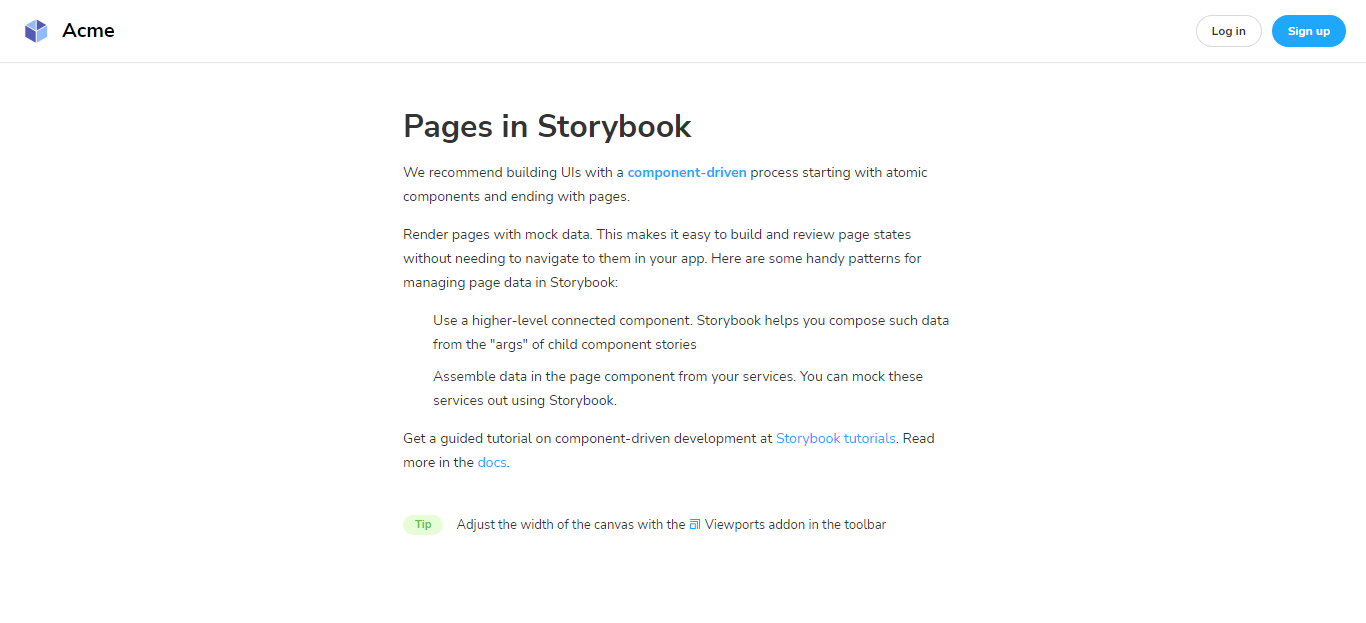 Acme
Log in
Sign up
Pages in Storybook
We recommend building UIs with a component-driven process starting with atomic
components and ending with pages.
Render pages with mock data. This makes it easy to build and review page states
without needing to navigate to them in your app. Here are some handy patterns for
managing page data in Storybook:
Use a higher-level connected component. Storybook helps you compose such data
from the "args" of child component stories
Assemble data in the page component from your services. You can mock these
services out using Storybook.
Get a guided tutorial on component-driven development at Storybook tutorials. Read
more in the docs.
Tip Adjust the width of the canvas with the Viewports addon in the toolbar